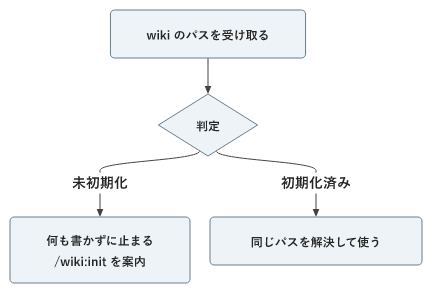 wiki のパスを受け取る
判定
未初期化
初期化済み
何も書かずに止まる
/wiki:init を案内
同じパスを解決して使う